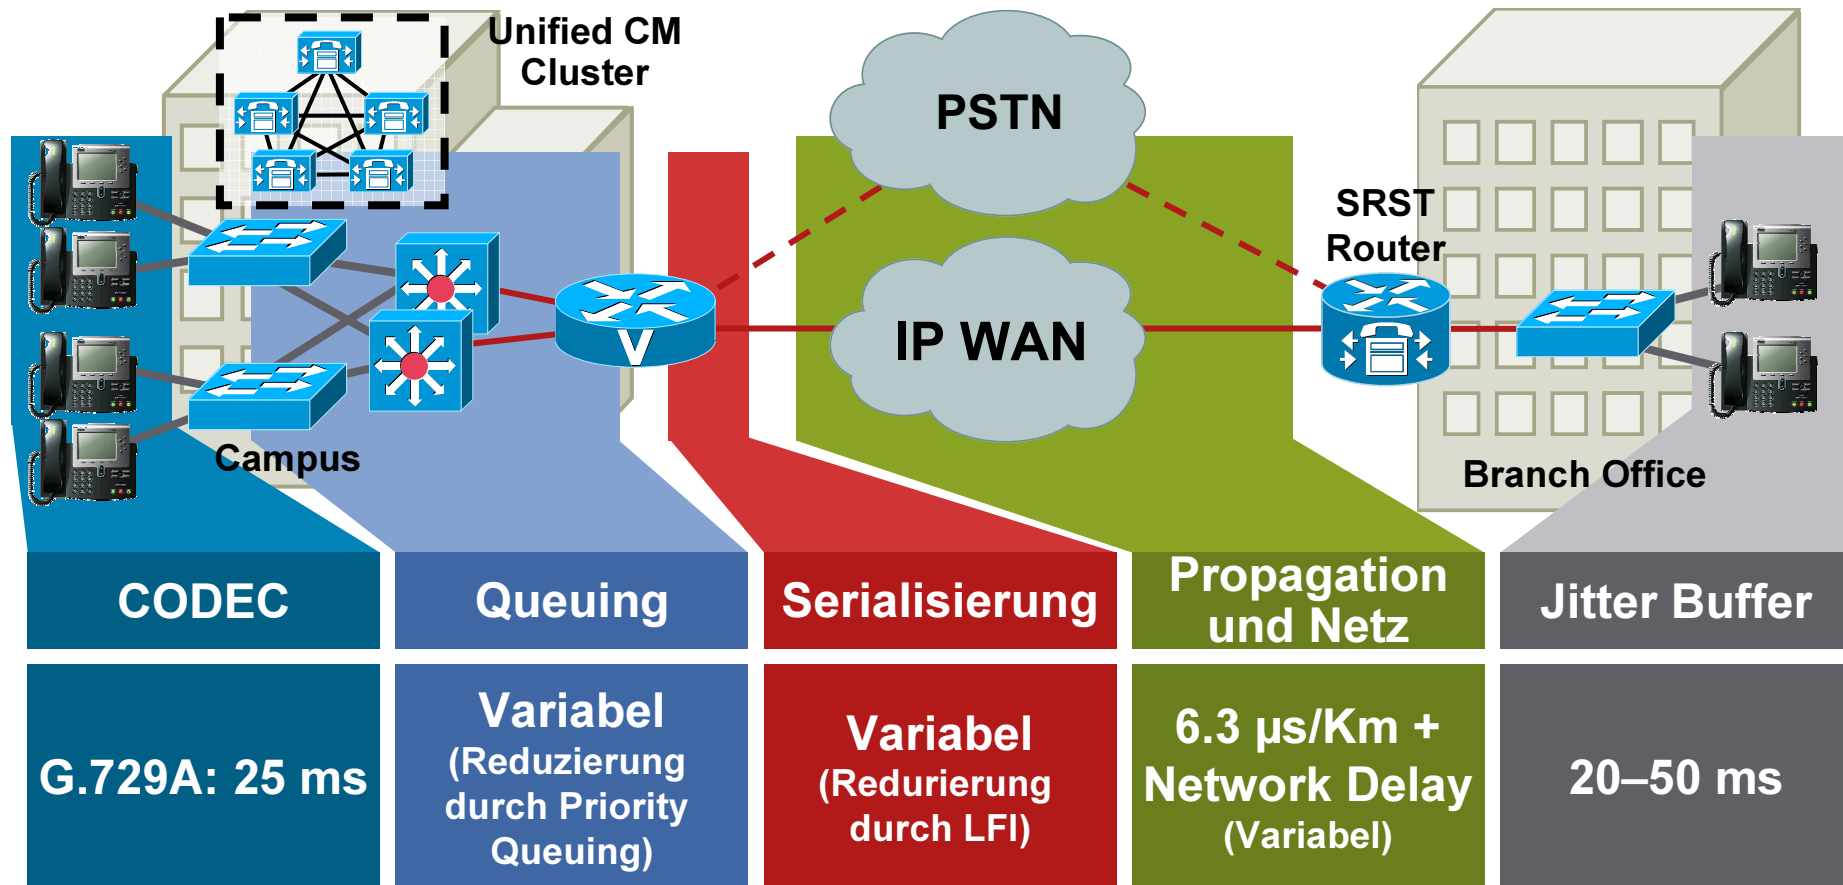 Unified CM
Cluster
PSTN
SRST
Router
IP WAN
V
Campus
Branch Office
CODEC
Queuing
Serialisierung
Propagation
und Netz
Jitter Buffer
G.729A: 25 ms
Variabel
(Reduzierung
durch Priority
Queuing)
Variabel
(Redurierung
durch LFI)
6.3 µs/Km +
Network Delay
(Variabel)
20–50 ms